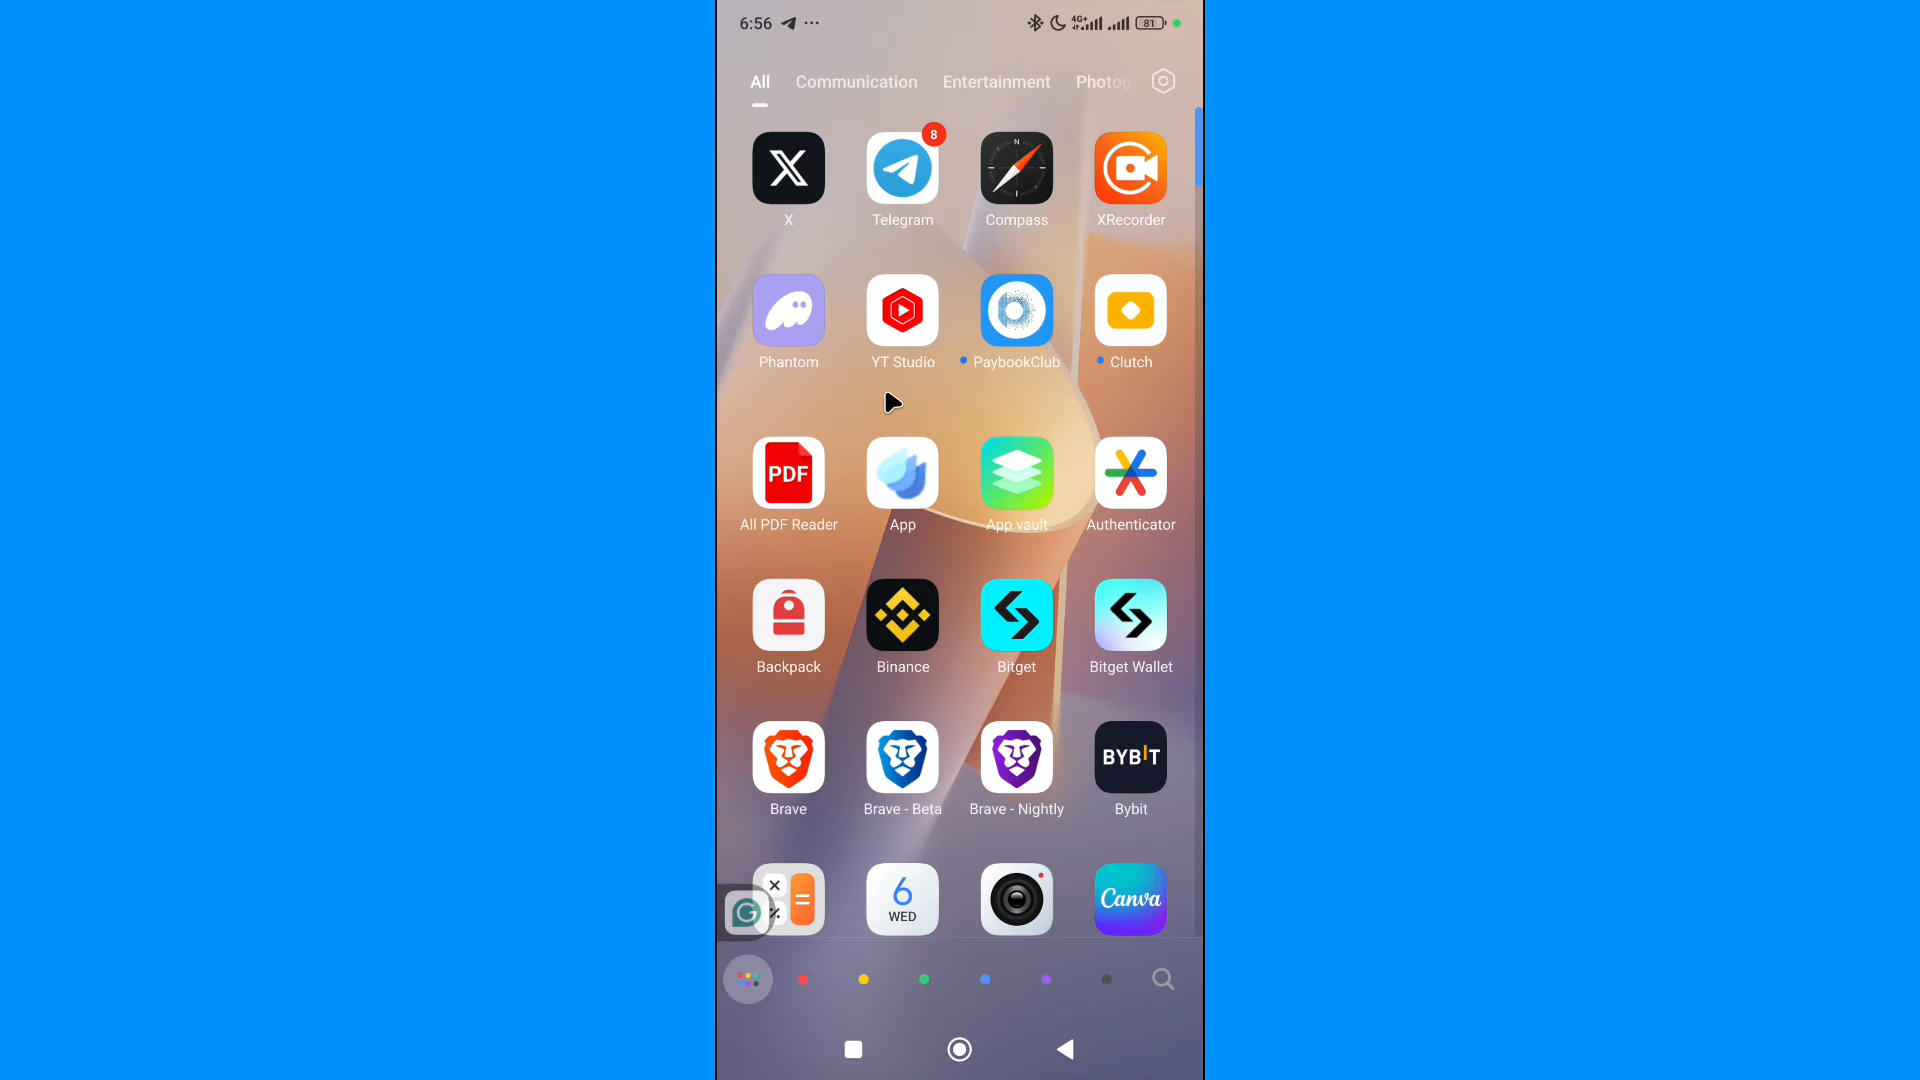 6:56 4G+ 81
All Communication Entertainment Photog
8
N
X Telegram Compass XRecorder
Phantom YT Studio PaybookClub Clutch
PDF
All PDF Reader App App vault Authenticator
Backpack Binance Bitget Bitget Wallet
BYBIT
Brave Brave - Beta Brave - Nightly Bybit
6
WED
Canva